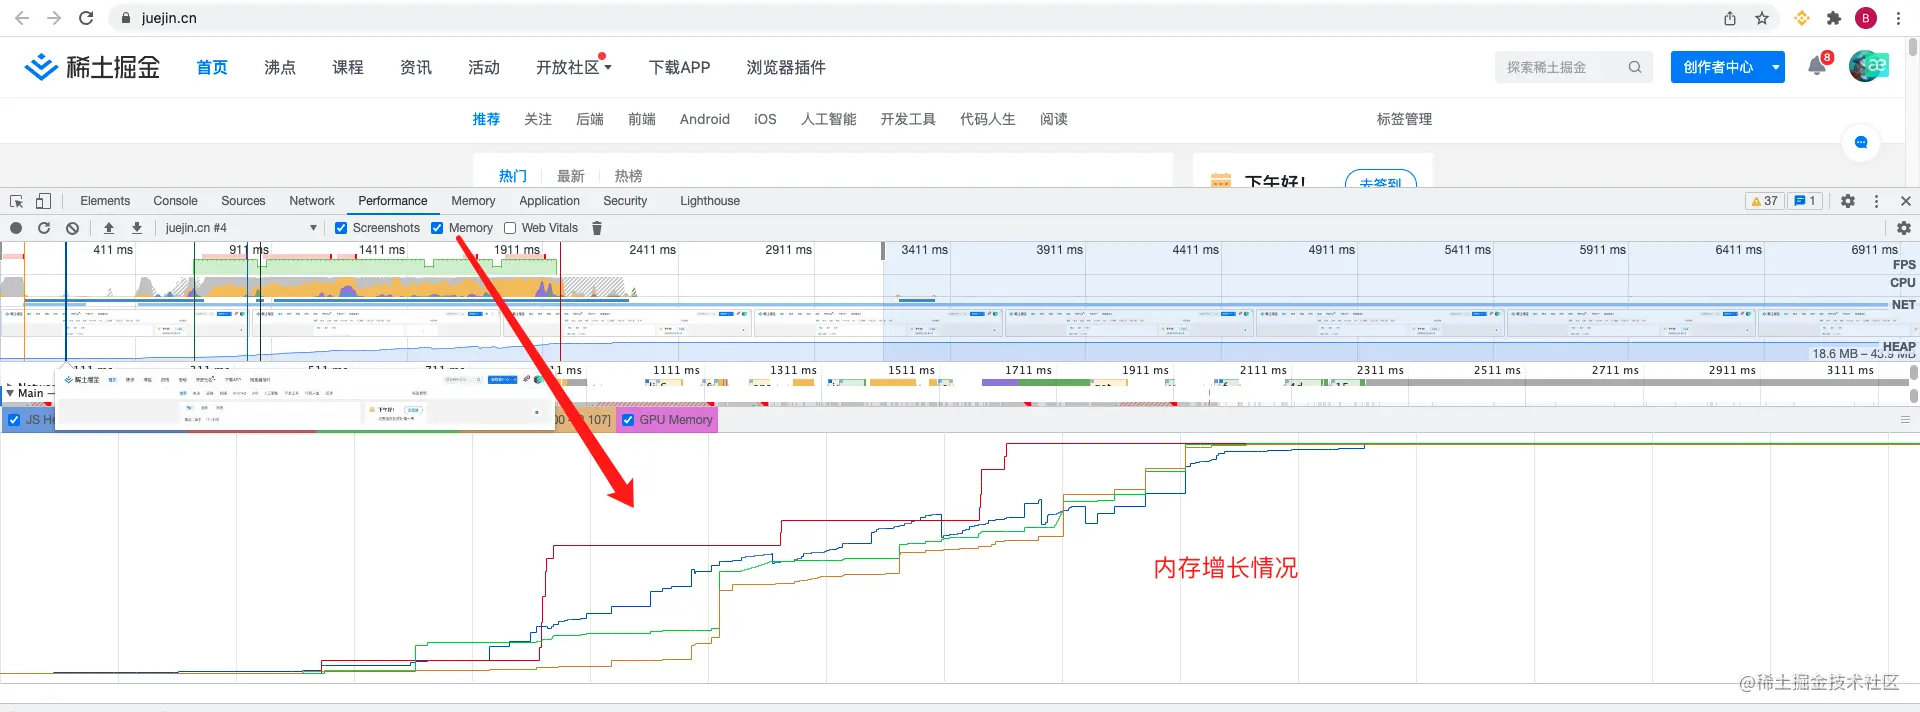 juejin.cn
B
稀土掘金 首页 沸点 课程 资讯 活动 开放社区 下载APP 浏览器插件 探索稀土掘金 创作者中心 8
推荐 关注 后端 前端 Android iOS 人工智能 开发工具 代码人生 阅读 标签管理
热门 最新 热榜 下午好! 去签到
Elements Console Sources Network Performance Memory Application Security Lighthouse 37 1
juejin.cn #4 Screenshots Memory Web Vitals
411 ms 911 ms 1411 ms 1911 ms 2411 ms 2911 ms 3411 ms 3911 ms 4411 ms 4911 ms 5411 ms 5911 ms 6411 ms 6911 ms
FPS
CPU
NET
HEAP
18.6 MB – 43.9 MB
1111 ms 1311 ms 1511 ms 1711 ms 1911 ms 2111 ms 2311 ms 2511 ms 2711 ms 2911 ms 3111 ms
Main
JS He 107] GPU Memory
内存增长情况
@稀土掘金技术社区